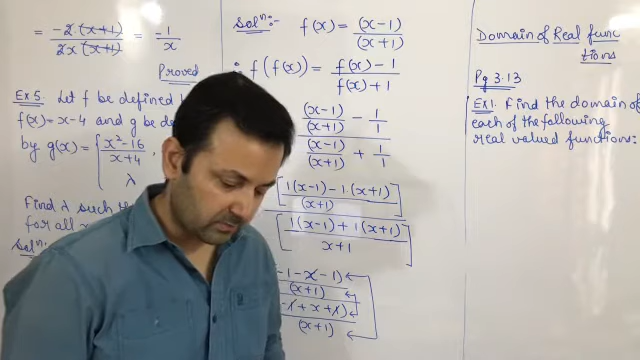 = -2(x+1) / 2x(x+1) = -1/x
Proved
Ex 5. Let f be defined
f(x) = x-4 and g be de
by g(x) = { x²-16 / x+4 ,
λ
Find λ such th
for all
Solⁿ:
Solⁿ:- f(x) = (x-1) / (x+1)
∴ f(f(x)) = f(x) - 1 / f(x) + 1
(x-1)/(x+1) - 1/1
(x-1)/(x+1) + 1/1
[1(x-1) - 1·(x+1) / (x+1)]
[1(x-1) + 1(x+1) / x+1]
-1 - x - 1)
(x+1)
-1 + x + 1)
(x+1)
Domain of Real func
tions
Pg 3.13
Ex1. Find the domain of
each of the following
real valued functions: